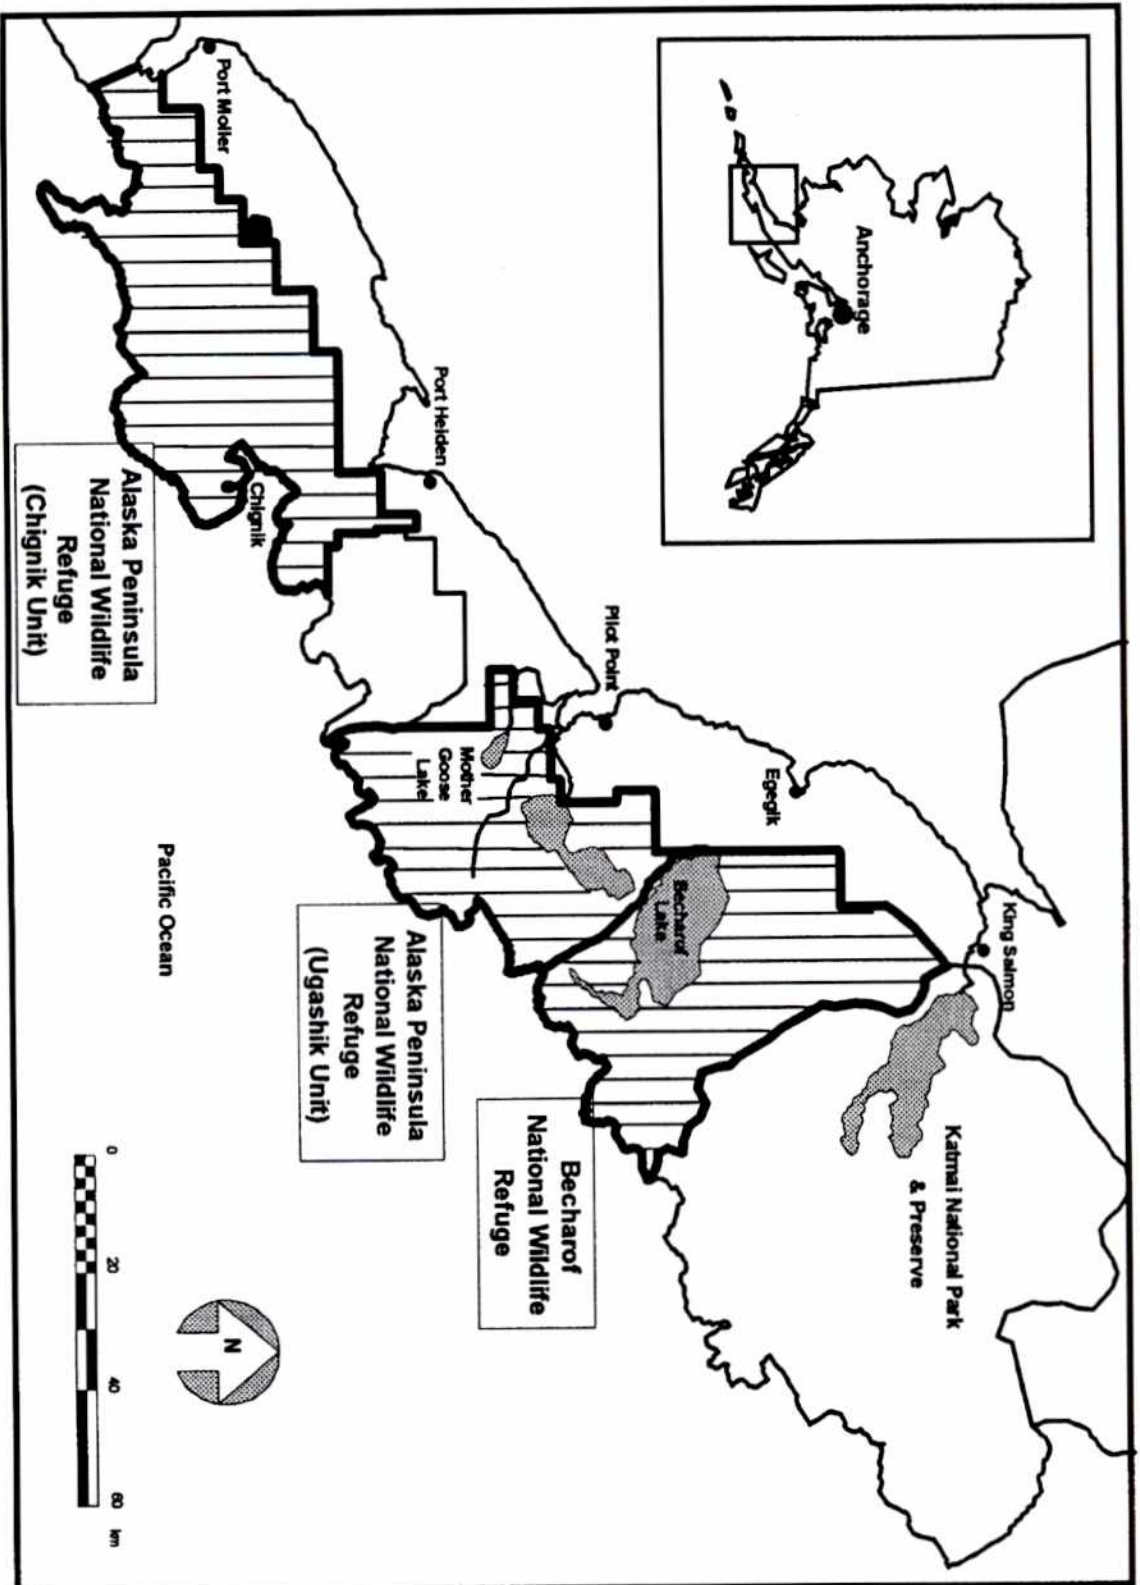 Anchorage
Port Moller
Port Heiden
Pilot Point
Egegik
King Salmon
Chignik
Mother
Goose
Lake
Becharof
Lake
Katmai National Park
& Preserve
Pacific Ocean
Alaska Peninsula
National Wildlife
Refuge
(Chignik Unit)
Alaska Peninsula
National Wildlife
Refuge
(Ugashik Unit)
Becharof
National Wildlife
Refuge
N
0 20 40 60 km